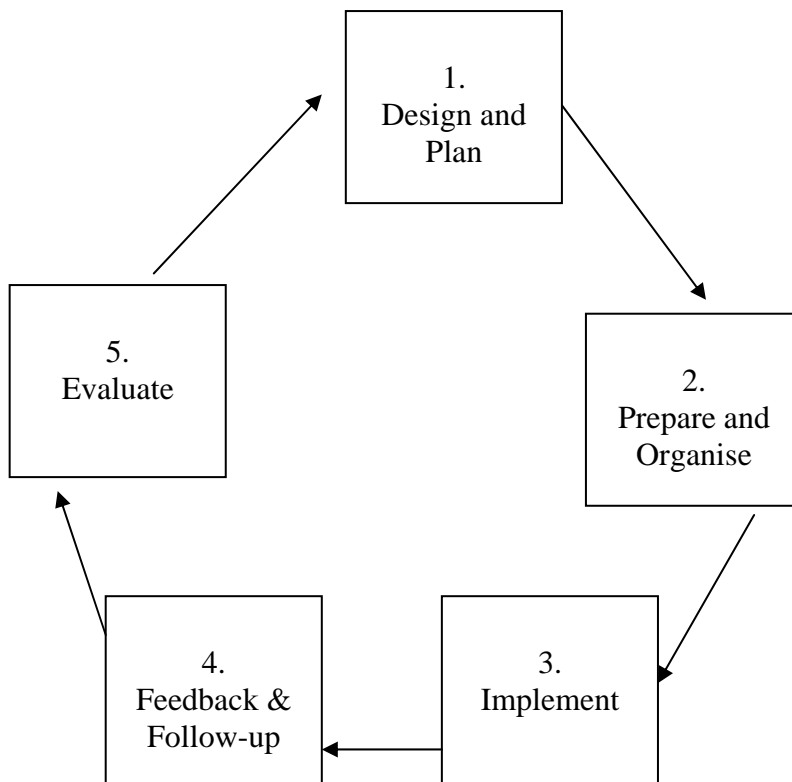 1.
Design and
Plan
2.
Prepare and
Organise
3.
Implement
4.
Feedback &
Follow-up
5.
Evaluate